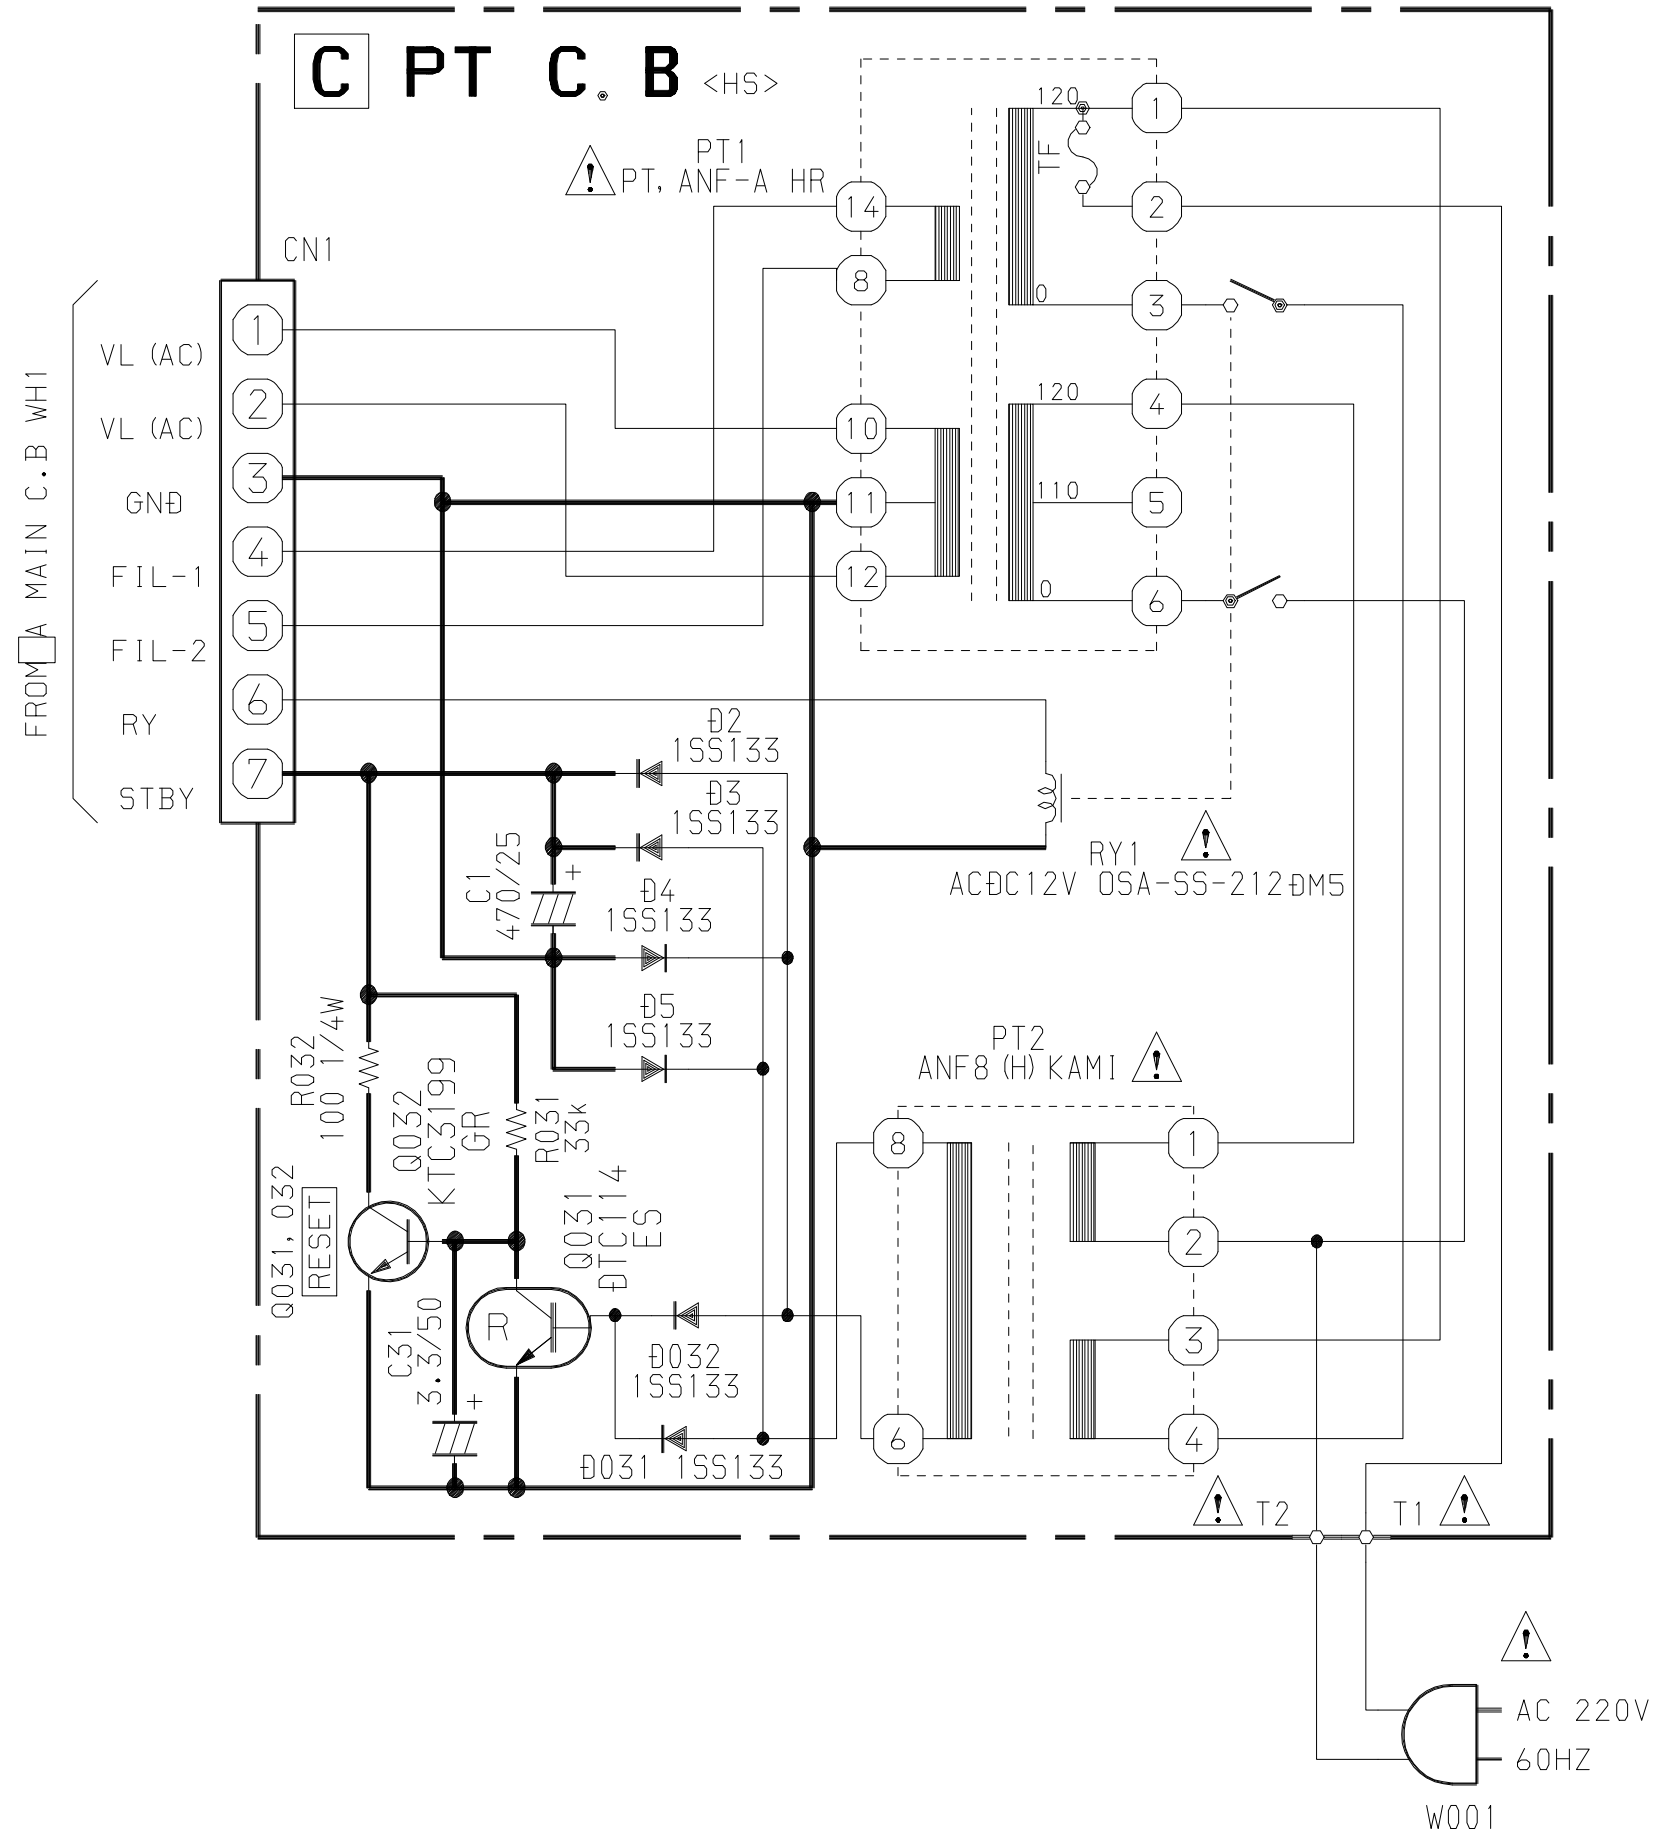 C PT C. B <HS>
PT1
PT, ANF-A HR
CN1
120
TF
0
120
110
0
1
2
3
4
5
6
14
8
10
11
12
FROM A MAIN C.B WH1
1
VL (AC)
2
VL (AC)
3
GND
4
FIL-1
5
FIL-2
6
RY
7
STBY
D2
1SS133
D3
1SS133
C1
470/25
+
D4
1SS133
D5
1SS133
RY1
ACDC12V OSA-SS-212DM5
PT2
ANF8 (H) KAMI
8
6
1
2
3
4
R032
100 1/4W
Q032
KTC3199
GR
R031
33k
Q031, 032
RESET
Q031
DTC114
ES
R
C31
3.3/50
+
D032
1SS133
D031 1SS133
T2
T1
AC 220V
60HZ
W001